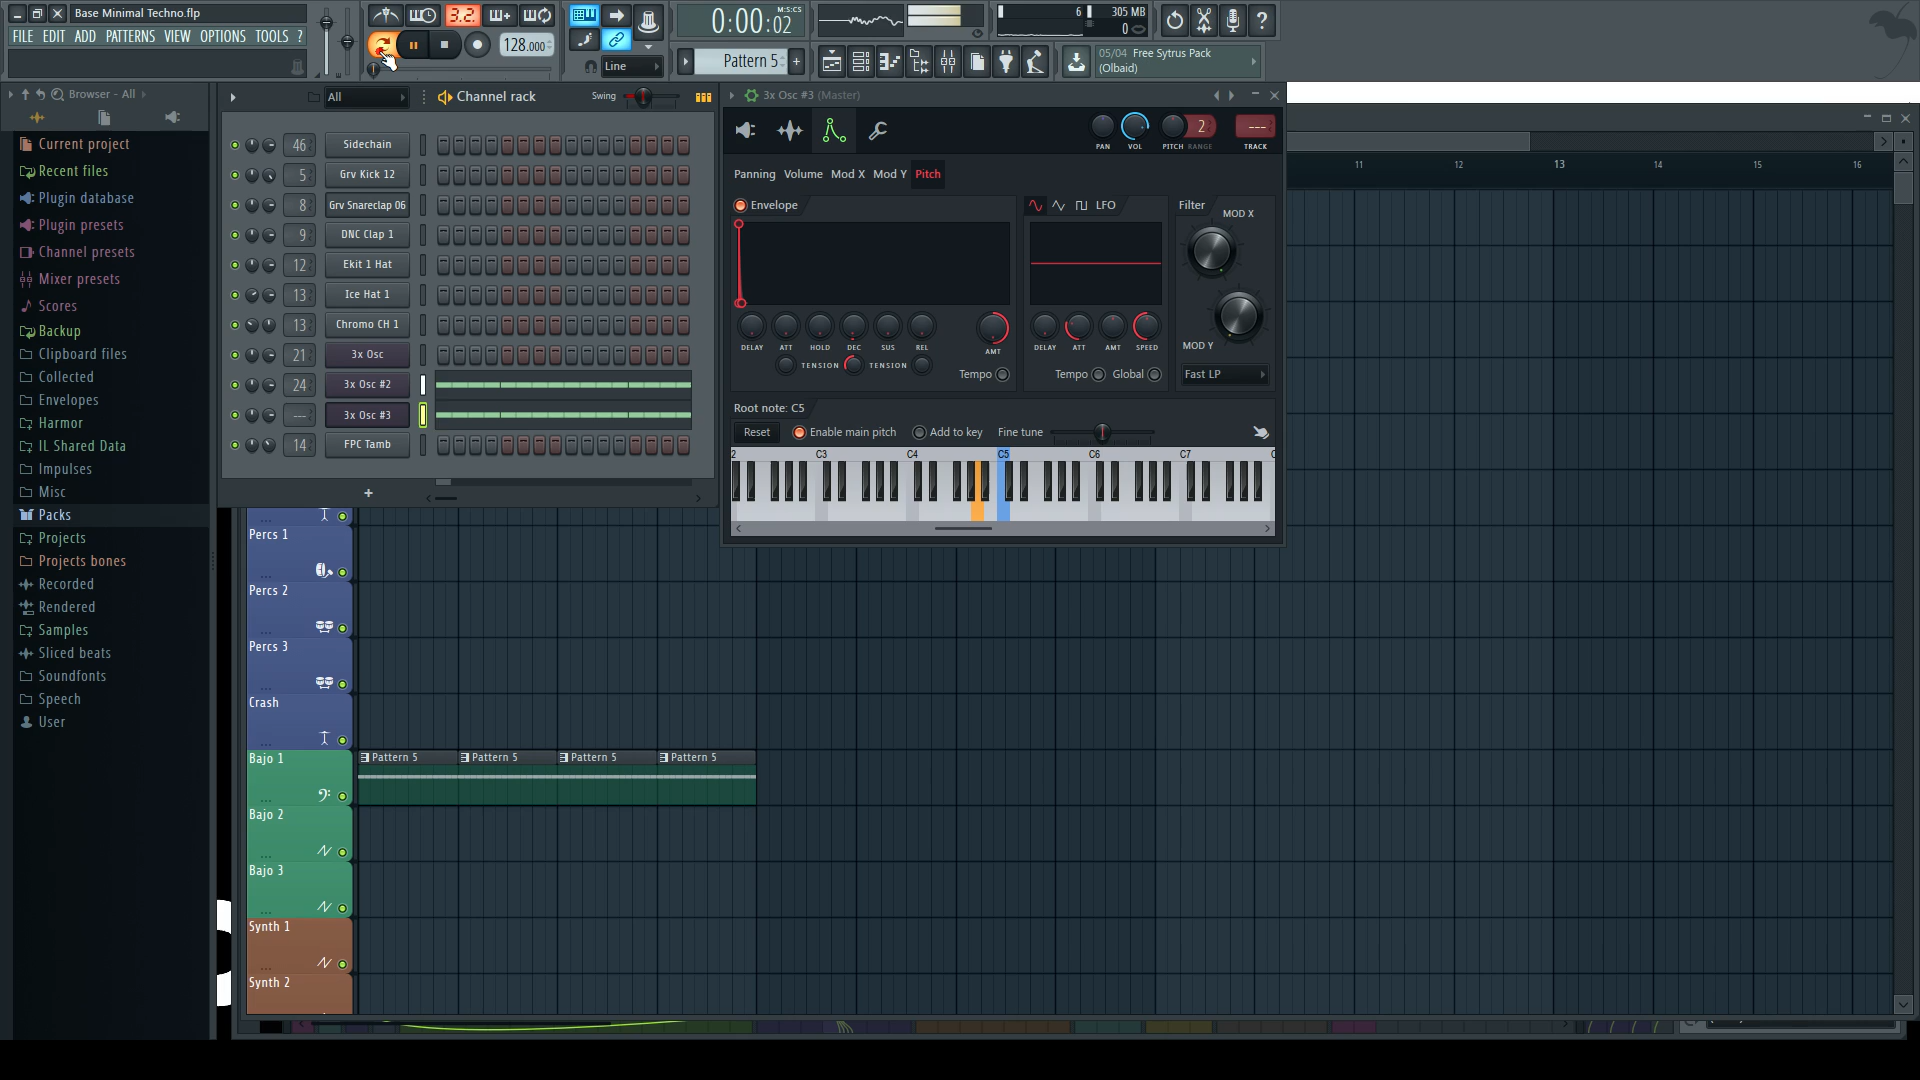 Base Minimal Techno.flp
FILE EDIT ADD PATTERNS VIEW OPTIONS TOOLS ?
3.2.
128.000
Line
0:00:02
M:S:CS
6
305 MB
0
Pattern 5
05/04 Free Sytrus Pack
(Olbaid)
Browser - All
Current project
Recent files
Plugin database
Plugin presets
Channel presets
Mixer presets
Scores
Backup
Clipboard files
Collected
Envelopes
Harmor
IL Shared Data
Impulses
Misc
Packs
Projects
Projects bones
Recorded
Rendered
Samples
Sliced beats
Soundfonts
Speech
User
All
Channel rack
Swing
46 Sidechain
5 Grv Kick 12
8 Grv Snareclap 06
9 DNC Clap 1
12 Ekit 1 Hat
13 Ice Hat 1
13 Chromo CH 1
21 3x Osc
24 3x Osc #2
--- 3x Osc #3
14 FPC Tamb
+
3x Osc #3 (Master)
2
---
PAN VOL PITCH RANGE TRACK
Panning Volume Mod X Mod Y Pitch
Envelope
LFO
Filter
MOD X
DELAY ATT HOLD DEC SUS REL
AMT
TENSION TENSION
Tempo
DELAY ATT AMT SPEED
Tempo Global
MOD Y
Fast LP
Root note: C5
Reset
Enable main pitch
Add to key
Fine tune
2 C3 C4 C5 C6 C7 C
11 12 13 14 15 16
Percs 1
Percs 2
Percs 3
Crash
Bajo 1
Pattern 5 Pattern 5 Pattern 5 Pattern 5
Bajo 2
Bajo 3
Synth 1
Synth 2